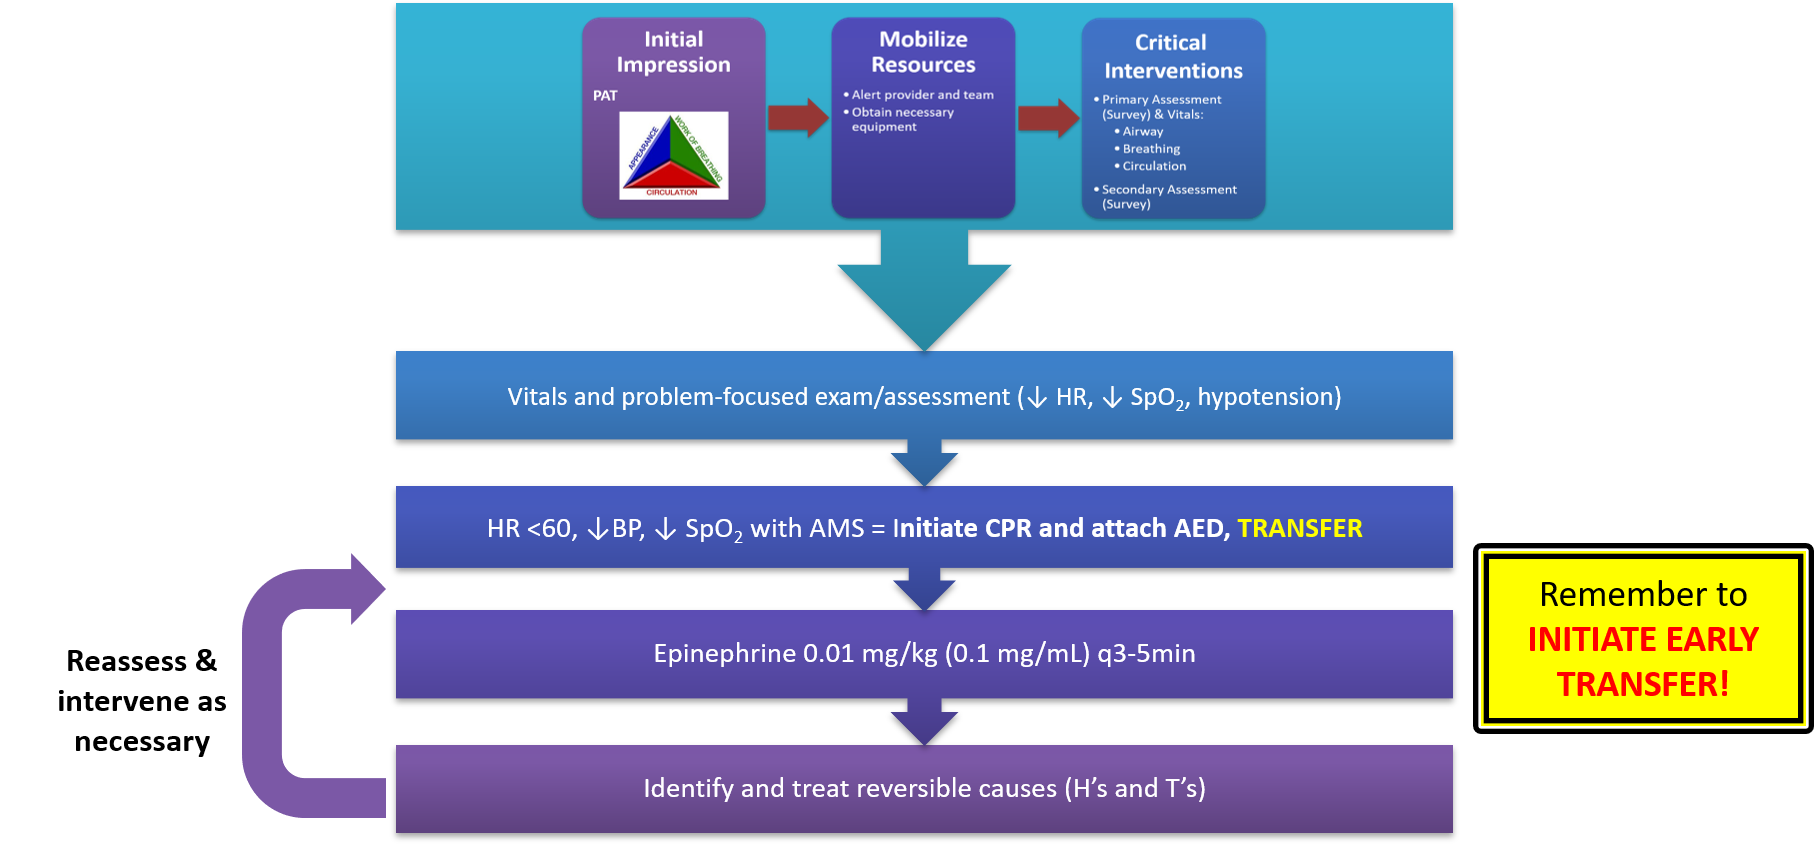 Initial
Impression
PAT
APPEARANCE
WORK OF BREATHING
CIRCULATION
Mobilize
Resources
• Alert provider and team
• Obtain necessary
equipment
Critical
Interventions
• Primary Assessment
(Survey) & Vitals:
• Airway
• Breathing
• Circulation
• Secondary Assessment
(Survey)
Vitals and problem-focused exam/assessment (↓ HR, ↓ SpO₂, hypotension)
HR <60, ↓BP, ↓ SpO₂ with AMS = Initiate CPR and attach AED, TRANSFER
Epinephrine 0.01 mg/kg (0.1 mg/mL) q3-5min
Identify and treat reversible causes (H’s and T’s)
Reassess &
intervene as
necessary
Remember to
INITIATE EARLY
TRANSFER!